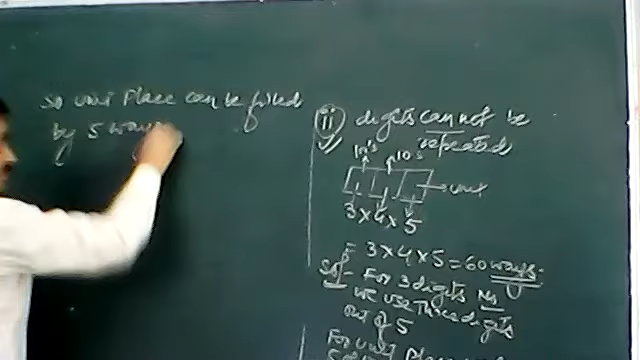 So unit Place can be filled
by 5 ways
(ii) digits cannot be
repeated
100's 10's
unit
3 x 4 x 5
= 3 x 4 x 5 = 60 ways.
Sol- For 3 digits No
we use Three digits
out of 5
For unit Place